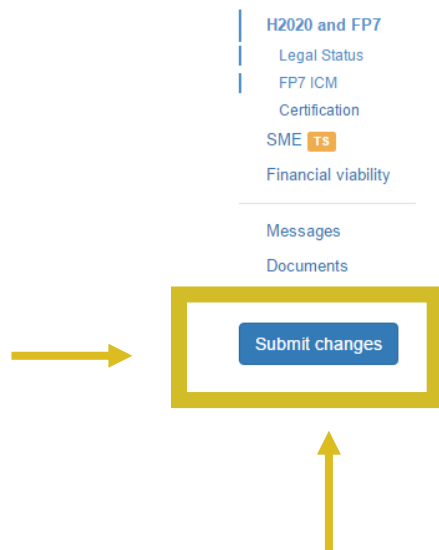 H2020 and FP7
Legal Status
FP7 ICM
Certification
SME TS
Financial viability
Messages
Documents
Submit changes